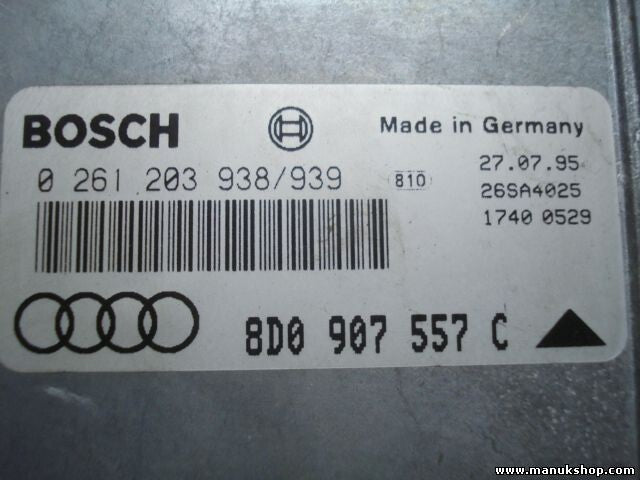 BOSCH
Made in Germany
0 261 203 938/939
810
27.07.95
26SA4025
1740 0529
8D0 907 557 C
www.manukshop.com